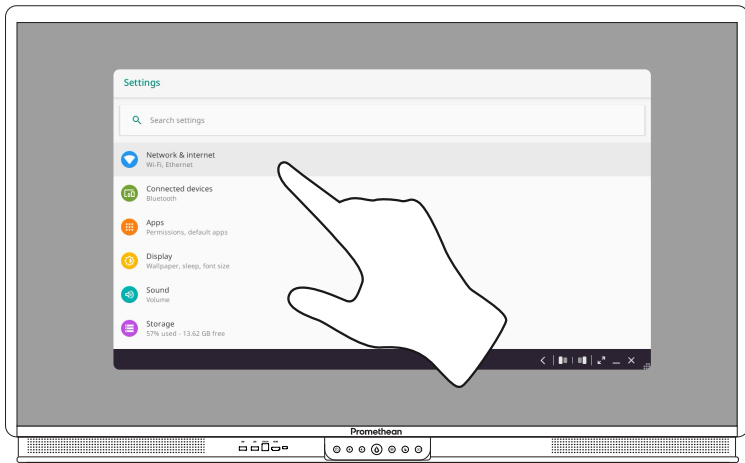 Settings
Search settings
Network & internet
Wi-Fi, Ethernet
Connected devices
Bluetooth
Apps
Permissions, default apps
Display
Wallpaper, sleep, font size
Sound
Volume
Storage
57% used - 13.62 GB free
Promethean